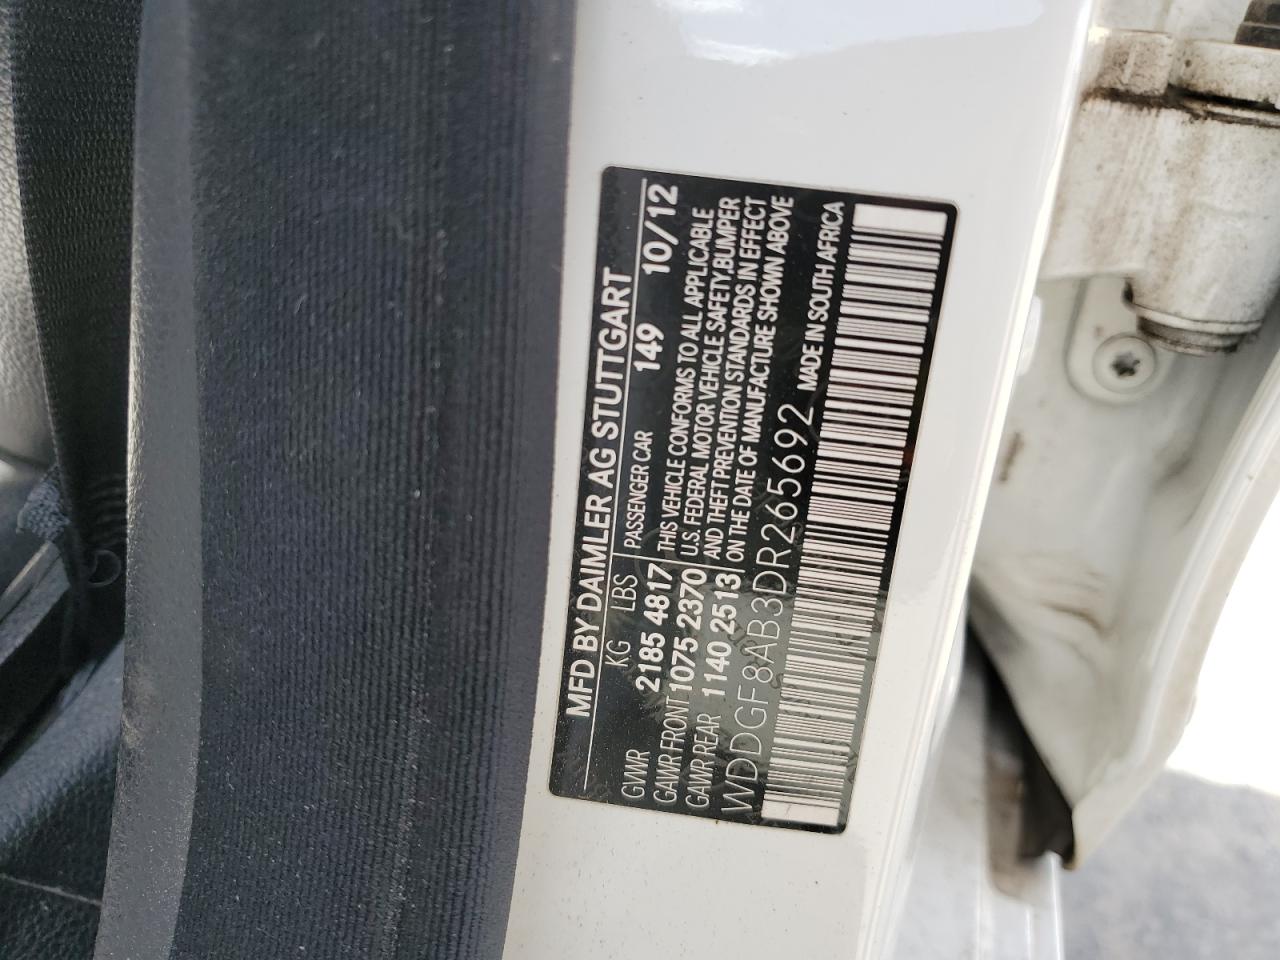 MFD BY DAIMLER AG STUTTGART
KG LBS PASSENGER CAR 149 10/12
GVWR 2185 4817 THIS VEHICLE CONFORMS TO ALL APPLICABLE
GAWR FRONT 1075 2370 U.S. FEDERAL MOTOR VEHICLE SAFETY,BUMPER
GAWR REAR 1140 2513 AND THEFT PREVENTION STANDARDS IN EFFECT
ON THE DATE OF MANUFACTURE SHOWN ABOVE
WDDGF8AB3DR265692 MADE IN SOUTH AFRICA